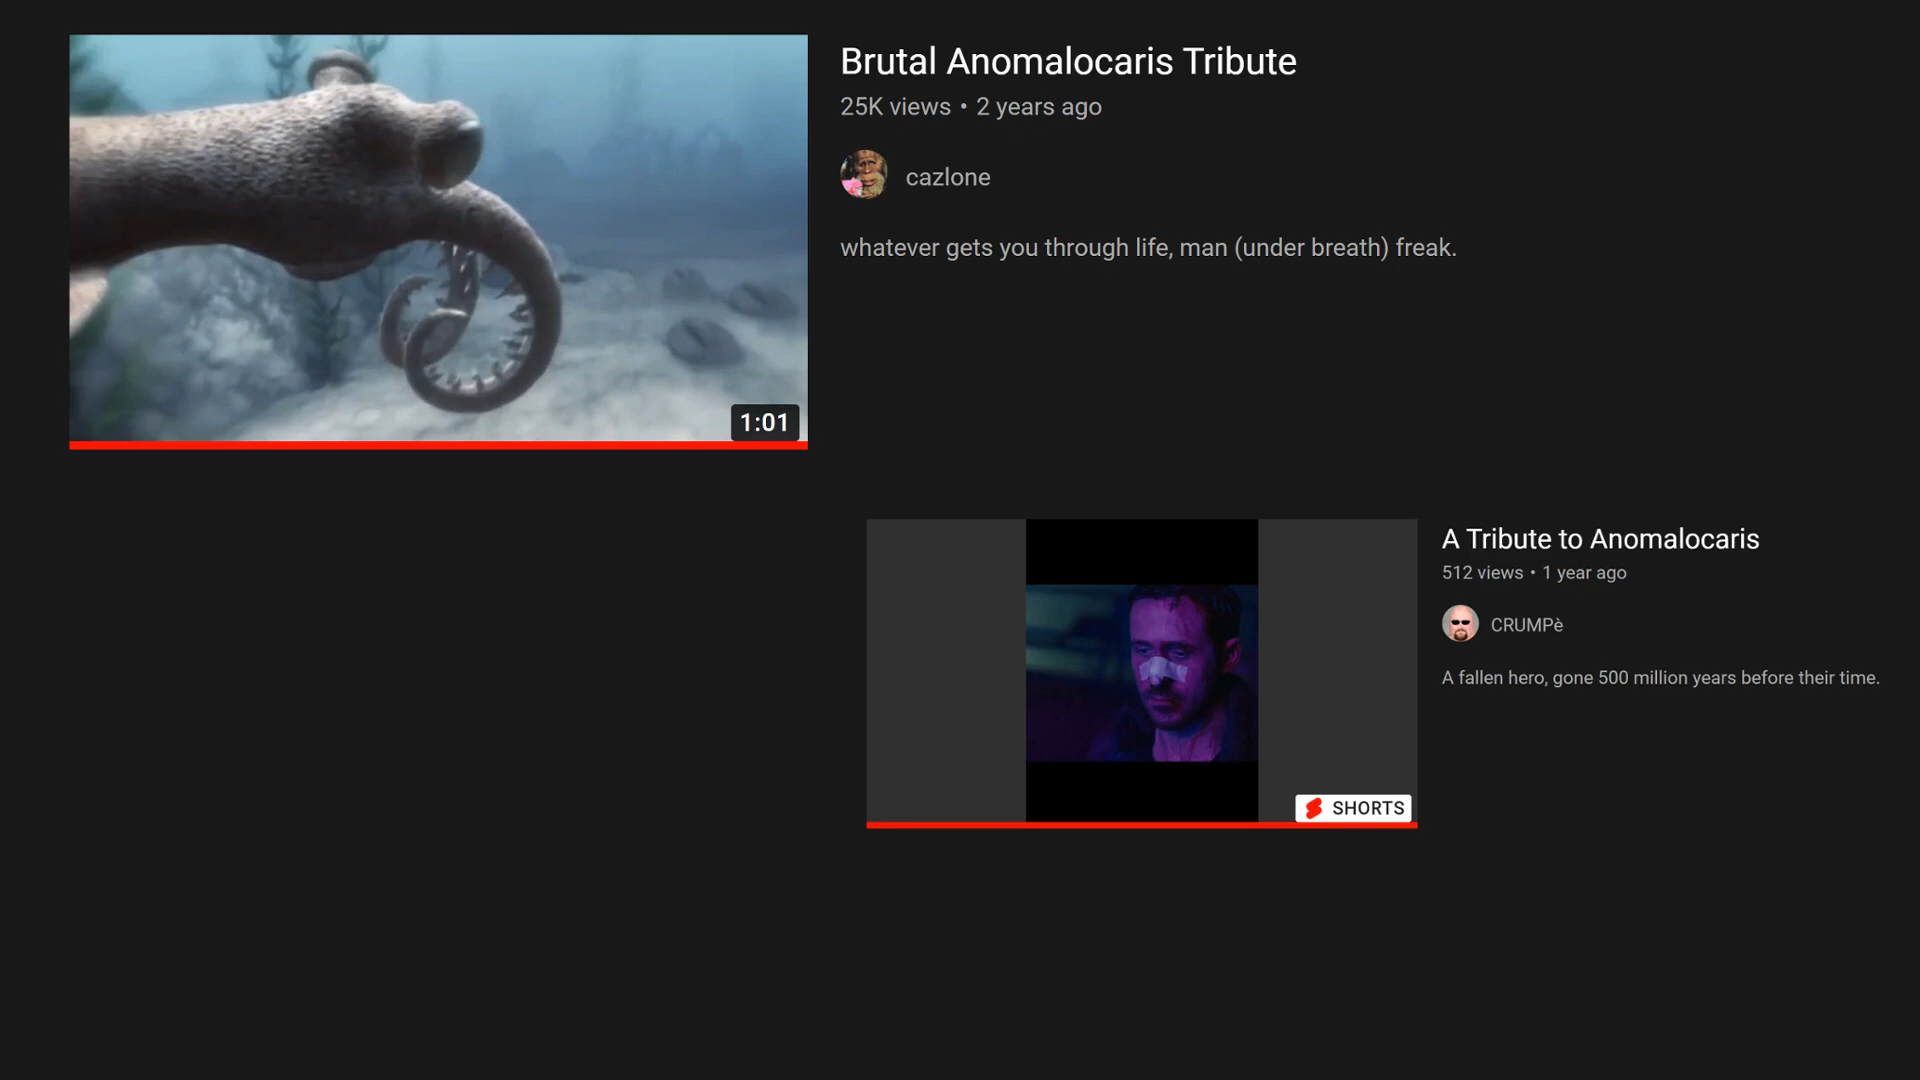 Brutal Anomalocaris Tribute
25K views • 2 years ago
cazlone
whatever gets you through life, man (under breath) freak.
1:01
A Tribute to Anomalocaris
512 views • 1 year ago
CRUMPè
A fallen hero, gone 500 million years before their time.
SHORTS